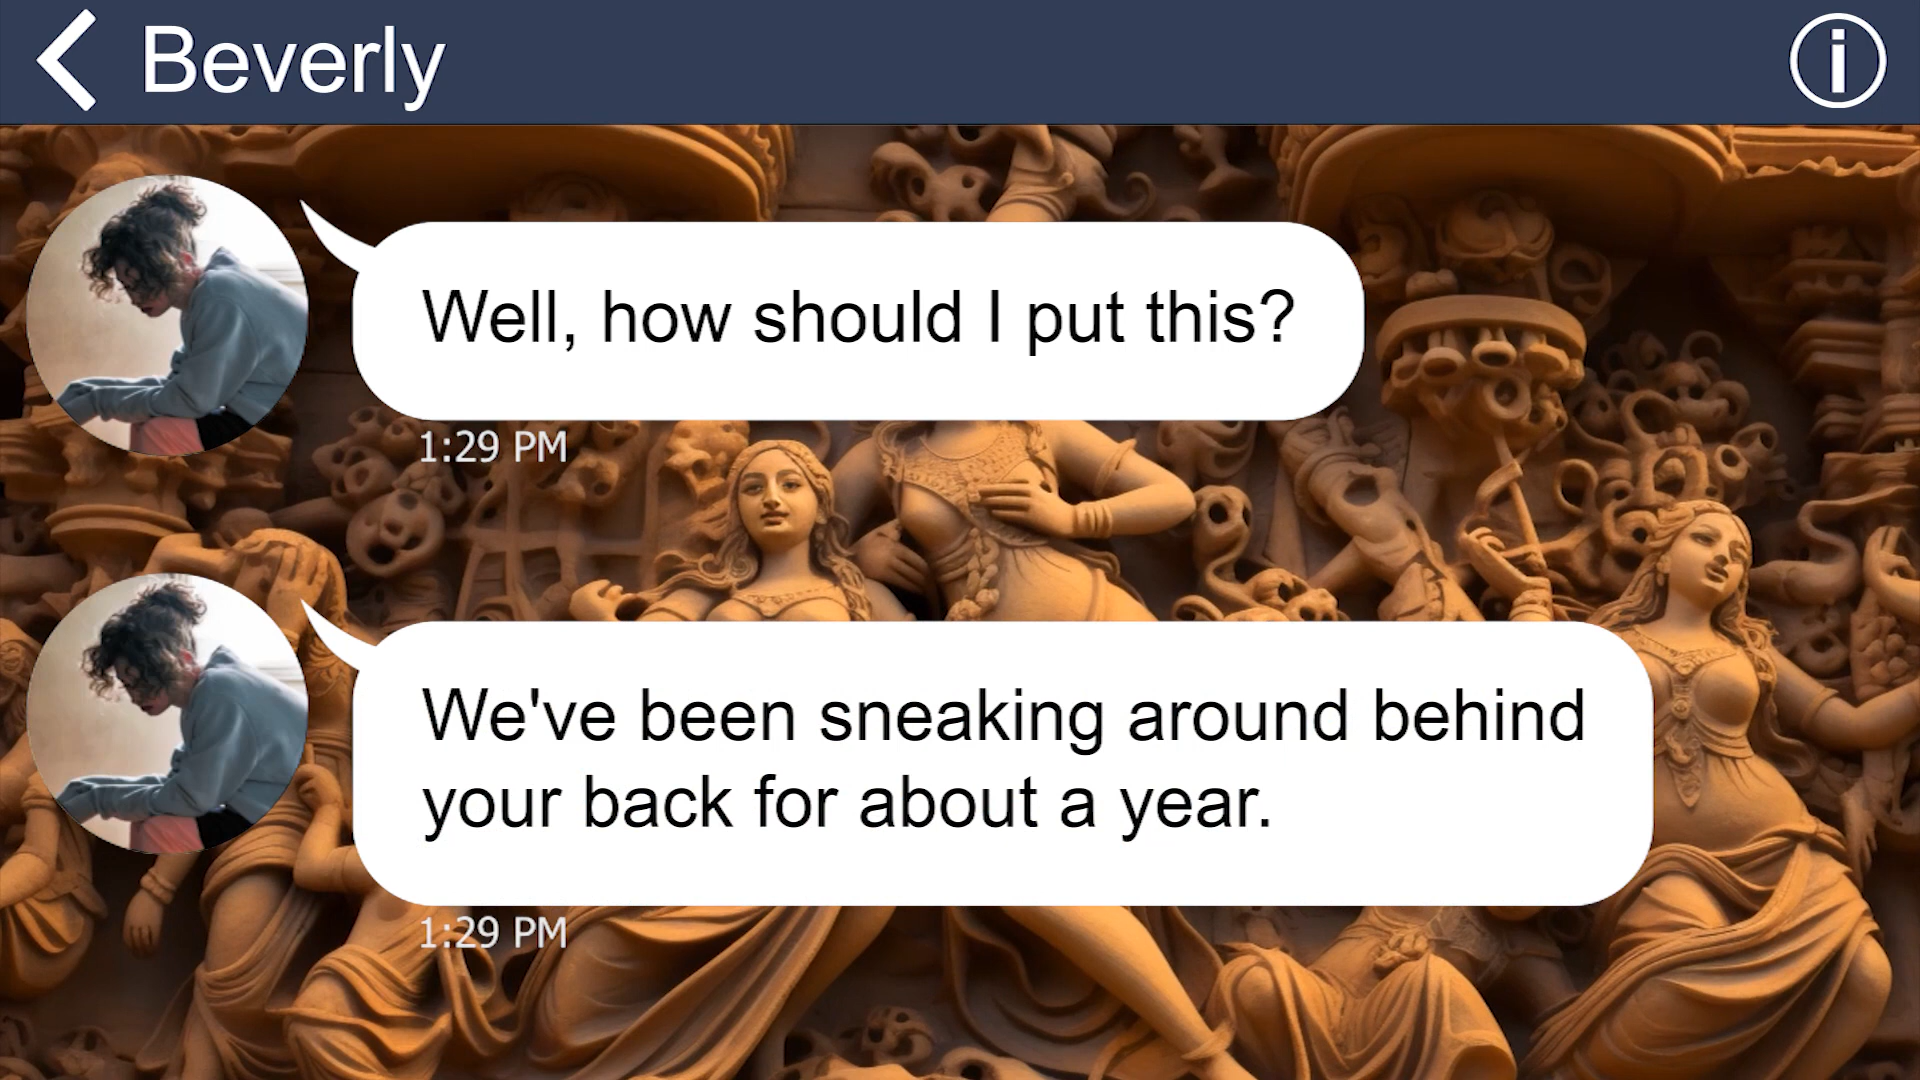 Beverly
Well, how should I put this?
1:29 PM
We've been sneaking around behind
your back for about a year.
1:29 PM